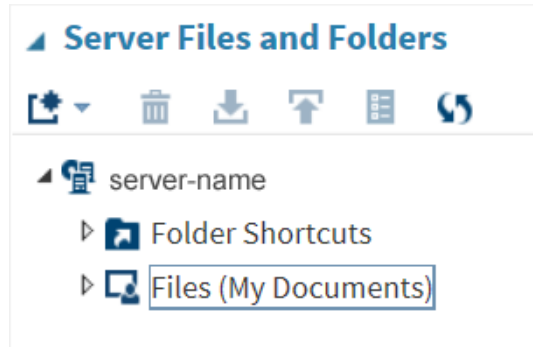 Server Files and Folders
server-name
Folder Shortcuts
Files (My Documents)